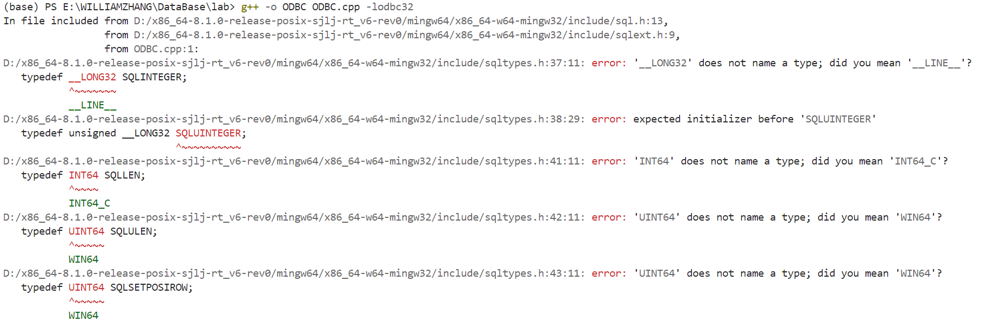 (base) PS E:\WILLIAMZHANG\DataBase\lab> g++ -o ODBC ODBC.cpp -lodbc32
In file included from D:/x86_64-8.1.0-release-posix-sjlj-rt_v6-rev0/mingw64/x86_64-w64-mingw32/include/sql.h:13,
                 from D:/x86_64-8.1.0-release-posix-sjlj-rt_v6-rev0/mingw64/x86_64-w64-mingw32/include/sqlext.h:9,
                 from ODBC.cpp:1:
D:/x86_64-8.1.0-release-posix-sjlj-rt_v6-rev0/mingw64/x86_64-w64-mingw32/include/sqltypes.h:37:11: error: '__LONG32' does not name a type; did you mean '__LINE__'?
   typedef __LONG32 SQLINTEGER;
           ^~~~~~~~
           __LINE__
D:/x86_64-8.1.0-release-posix-sjlj-rt_v6-rev0/mingw64/x86_64-w64-mingw32/include/sqltypes.h:38:29: error: expected initializer before 'SQLUINTEGER'
   typedef unsigned __LONG32 SQLUINTEGER;
                             ^~~~~~~~~~~
D:/x86_64-8.1.0-release-posix-sjlj-rt_v6-rev0/mingw64/x86_64-w64-mingw32/include/sqltypes.h:41:11: error: 'INT64' does not name a type; did you mean 'INT64_C'?
   typedef INT64 SQLLEN;
           ^~~~~
           INT64_C
D:/x86_64-8.1.0-release-posix-sjlj-rt_v6-rev0/mingw64/x86_64-w64-mingw32/include/sqltypes.h:42:11: error: 'UINT64' does not name a type; did you mean 'WIN64'?
   typedef UINT64 SQLULEN;
           ^~~~~~
           WIN64
D:/x86_64-8.1.0-release-posix-sjlj-rt_v6-rev0/mingw64/x86_64-w64-mingw32/include/sqltypes.h:43:11: error: 'UINT64' does not name a type; did you mean 'WIN64'?
   typedef UINT64 SQLSETPOSIROW;
           ^~~~~~
           WIN64